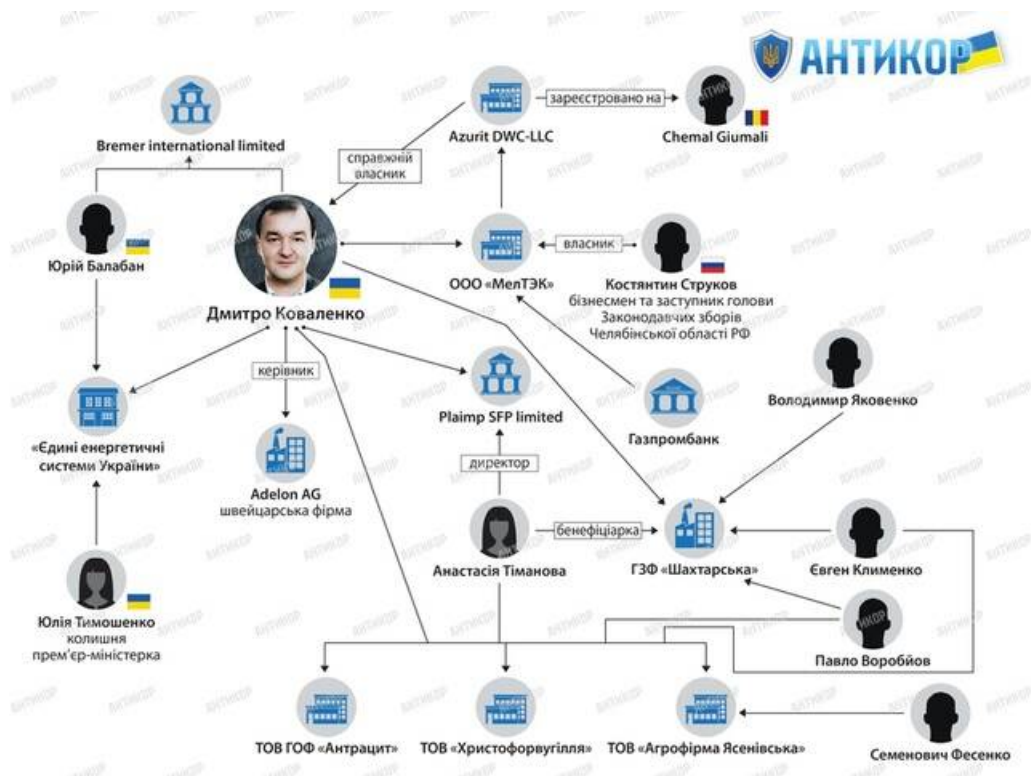 АНТИКОР
Bremer international limited
Azurit DWC-LLC
зареєстровано на
Chemal Giumali
справжній
власник
Юрій Балабан
Дмитро Коваленко
ООО «МелТЭК»
власник
Костянтин Струков
бізнесмен та заступник голови
Законодавчих зборів
Челябінської області РФ
керівник
Володимир Яковенко
«Єдині енергетичні
системи України»
Adelon AG
швейцарська фірма
Plaimp SFP limited
Газпромбанк
директор
Анастасія Тіманова
бенефіціарка
ГЗФ «Шахтарська»
Євген Клименко
Юлія Тимошенко
колишня
прем'єр-міністерка
Павло Воробйов
ТОВ ГОФ «Антрацит»
ТОВ «Христофорвугілля»
ТОВ «Агрофірма Ясенівська»
Семенович Фесенко